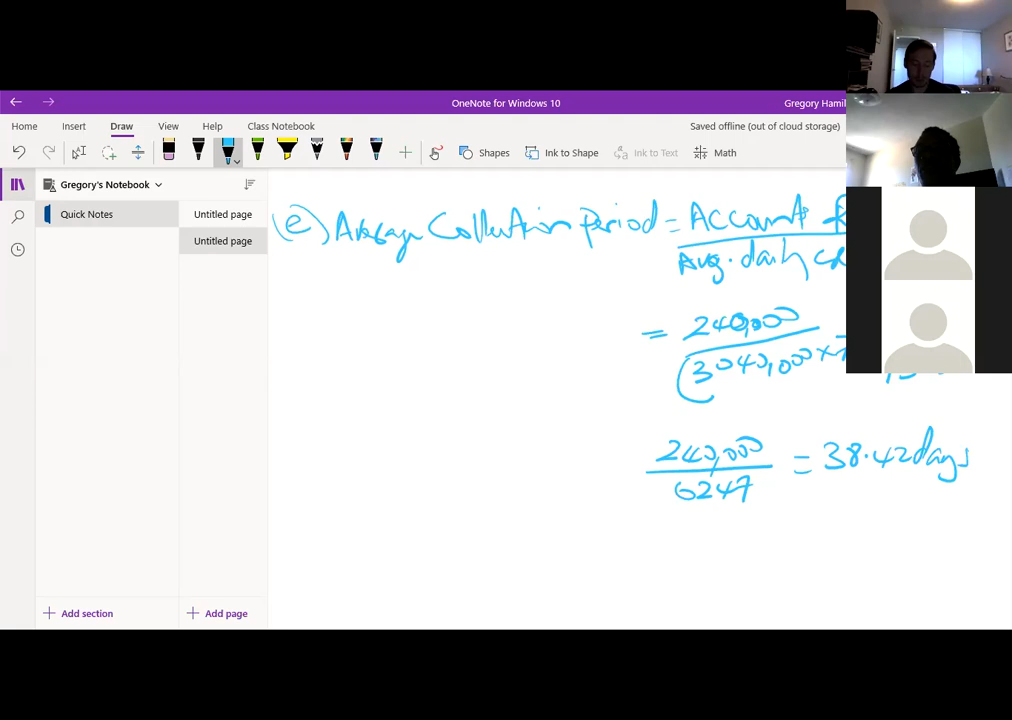 OneNote for Windows 10
Gregory Hamil
Home Insert Draw View Help Class Notebook
Saved offline (out of cloud storage)
Shapes Ink to Shape Ink to Text Math
Gregory's Notebook
Quick Notes
Untitled page
Untitled page
(e) Average Collection Period = Accounts
Avg. daily
= 240,000
(3040,000 ×
240,000 = 38.42 days
6247
Add section
Add page